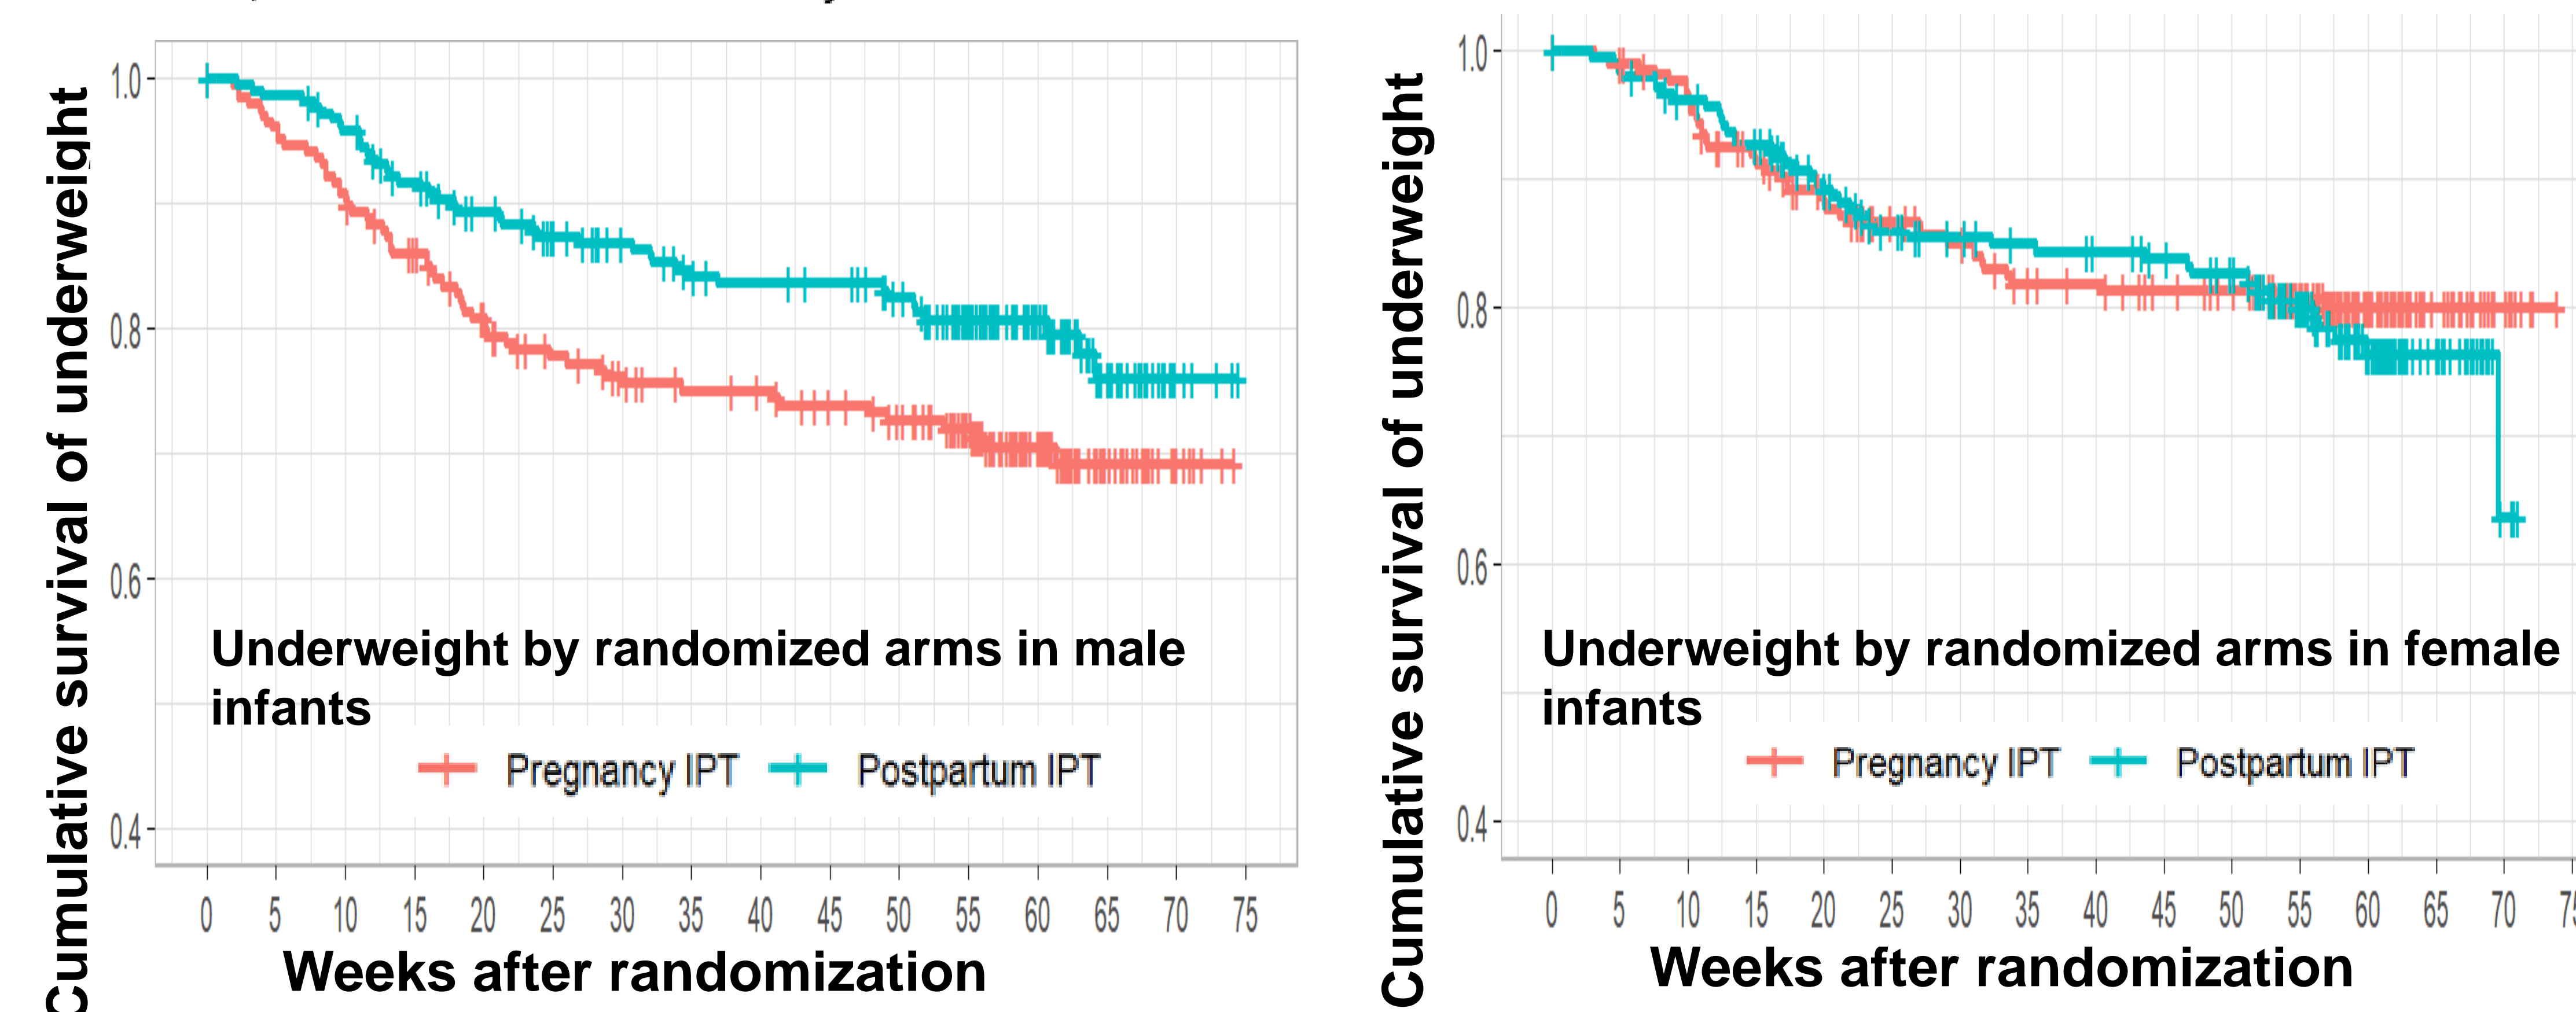 Cumulative survival of underweight
1.0
0.8
0.6
0.4
Underweight by randomized arms in male
infants
Pregnancy IPT Postpartum IPT
0 5 10 15 20 25 30 35 40 45 50 55 60 65 70 75
Weeks after randomization
Cumulative survival of underweight
1.0
0.8
0.6
0.4
Underweight by randomized arms in female
infants
Pregnancy IPT Postpartum IPT
0 5 10 15 20 25 30 35 40 45 50 55 60 65 70 75
Weeks after randomization